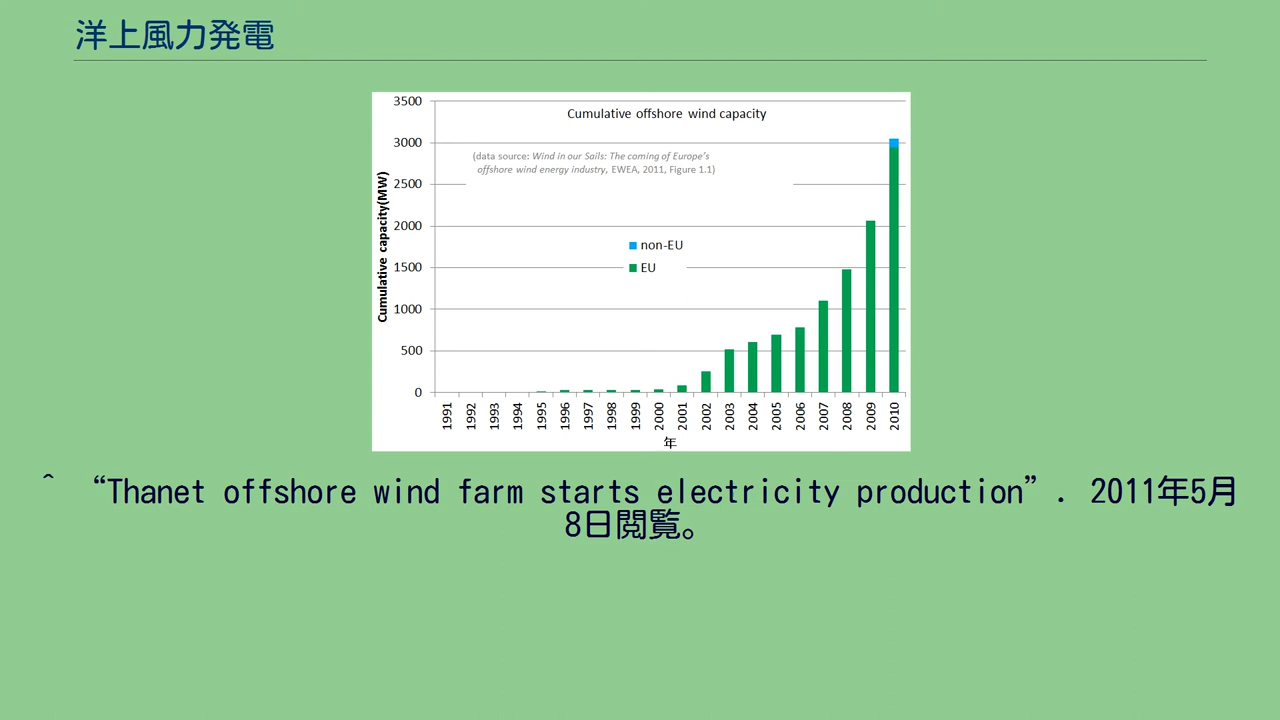 洋上風力発電
Cumulative offshore wind capacity
(data source: Wind in our Sails: The coming of Europe's
offshore wind energy industry, EWEA, 2011, Figure 1.1)
Cumulative capacity(MW)
3500
3000
2500
2000
1500
1000
500
0
non-EU
EU
1991 1992 1993 1994 1995 1996 1997 1998 1999 2000 2001 2002 2003 2004 2005 2006 2007 2008 2009 2010
年
^ “Thanet offshore wind farm starts electricity production”. 2011年5月
8日閲覧。